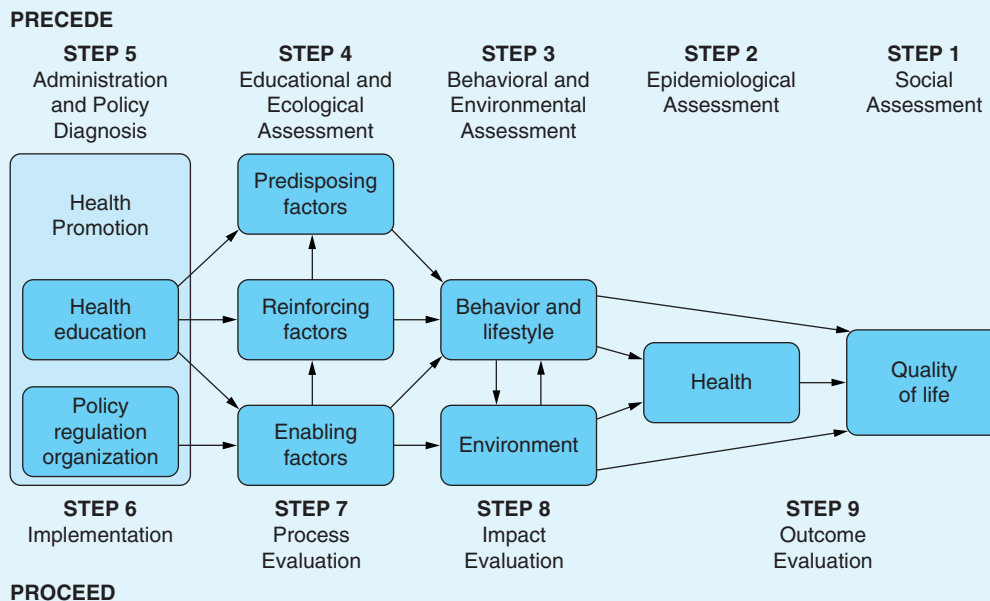 PRECEDE
STEP 5
Administration
and Policy
Diagnosis
STEP 4
Educational and
Ecological
Assessment
STEP 3
Behavioral and
Environmental
Assessment
STEP 2
Epidemiological
Assessment
STEP 1
Social
Assessment
Health
Promotion
Health
education
Policy
regulation
organization
Predisposing
factors
Reinforcing
factors
Enabling
factors
Behavior and
lifestyle
Environment
Health
Quality
of life
STEP 6
Implementation
STEP 7
Process
Evaluation
STEP 8
Impact
Evaluation
STEP 9
Outcome
Evaluation
PROCEED